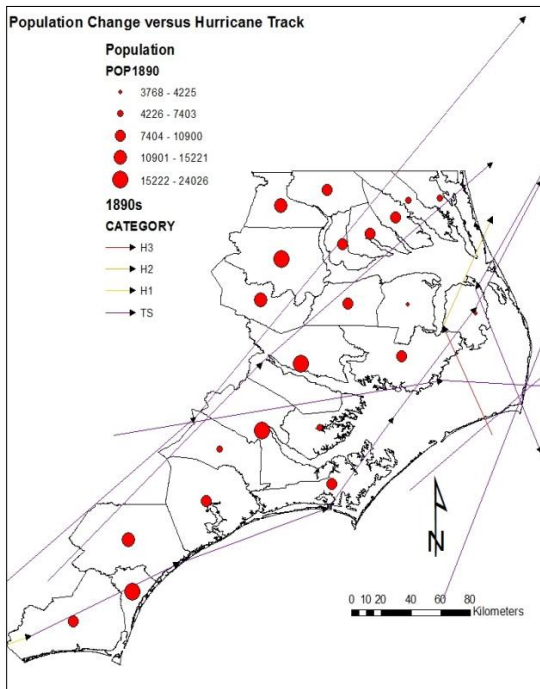 Population Change versus Hurricane Track
Population
POP1890
3768 - 4225
4226 - 7403
7404 - 10900
10901 - 15221
15222 - 24026
1890s
CATEGORY
H3
H2
H1
TS
N
0 10 20 40 60 80
Kilometers